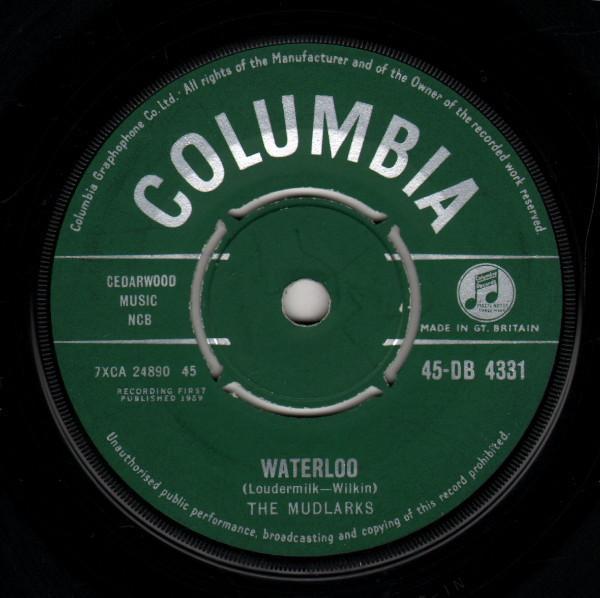 Columbia Graphophone Co. Ltd. · All rights of the Manufacturer and of the Owner of the recorded work reserved.
COLUMBIA
CEDARWOOD
MUSIC
NCB
MADE IN GT. BRITAIN
7XCA 24890 45
RECORDING FIRST
PUBLISHED 1959
45-DB 4331
WATERLOO
(Loudermilk—Wilkin)
THE MUDLARKS
Unauthorised public performance, broadcasting and copying of this record prohibited.